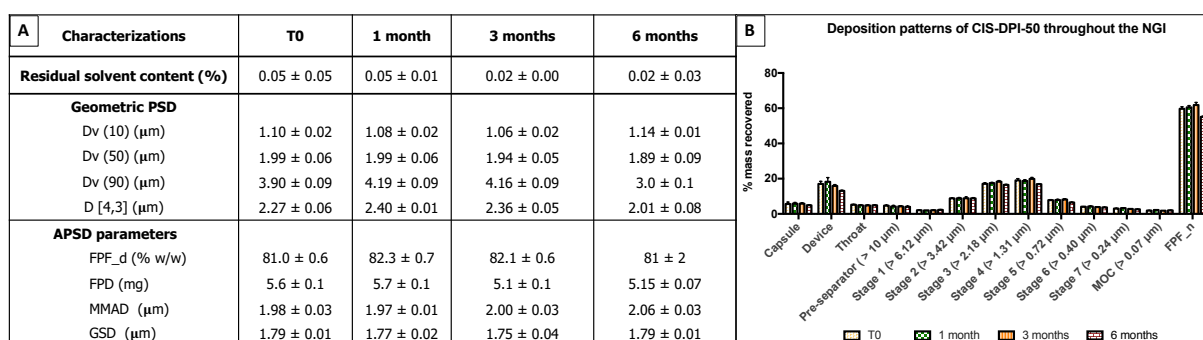 A
Characterizations T0 1 month 3 months 6 months
Residual solvent content (%) 0.05 ± 0.05 0.05 ± 0.01 0.02 ± 0.00 0.02 ± 0.03
Geometric PSD
Dv (10) (µm) 1.10 ± 0.02 1.08 ± 0.02 1.06 ± 0.02 1.14 ± 0.01
Dv (50) (µm) 1.99 ± 0.06 1.99 ± 0.06 1.94 ± 0.05 1.89 ± 0.09
Dv (90) (µm) 3.90 ± 0.09 4.19 ± 0.09 4.16 ± 0.09 3.0 ± 0.1
D [4,3] (µm) 2.27 ± 0.06 2.40 ± 0.01 2.36 ± 0.05 2.01 ± 0.08
APSD parameters
FPF_d (% w/w) 81.0 ± 0.6 82.3 ± 0.7 82.1 ± 0.6 81 ± 2
FPD (mg) 5.6 ± 0.1 5.7 ± 0.1 5.1 ± 0.1 5.15 ± 0.07
MMAD (µm) 1.98 ± 0.03 1.97 ± 0.01 2.00 ± 0.03 2.06 ± 0.03
GSD (µm) 1.79 ± 0.01 1.77 ± 0.02 1.75 ± 0.04 1.79 ± 0.01
B
Deposition patterns of CIS-DPI-50 throughout the NGI
% mass recovered
80
60
40
20
0
Capsule
Device
Throat
Pre-separator ( > 10 µm)
Stage 1 (> 6.12 µm)
Stage 2 (> 3.42 µm)
Stage 3 (> 2.18 µm)
Stage 4 (> 1.31 µm)
Stage 5 (> 0.72 µm)
Stage 6 (> 0.40 µm)
Stage 7 (> 0.24 µm)
MOC (> 0.07 µm)
FPF_n
T0 1 month 3 months 6 months